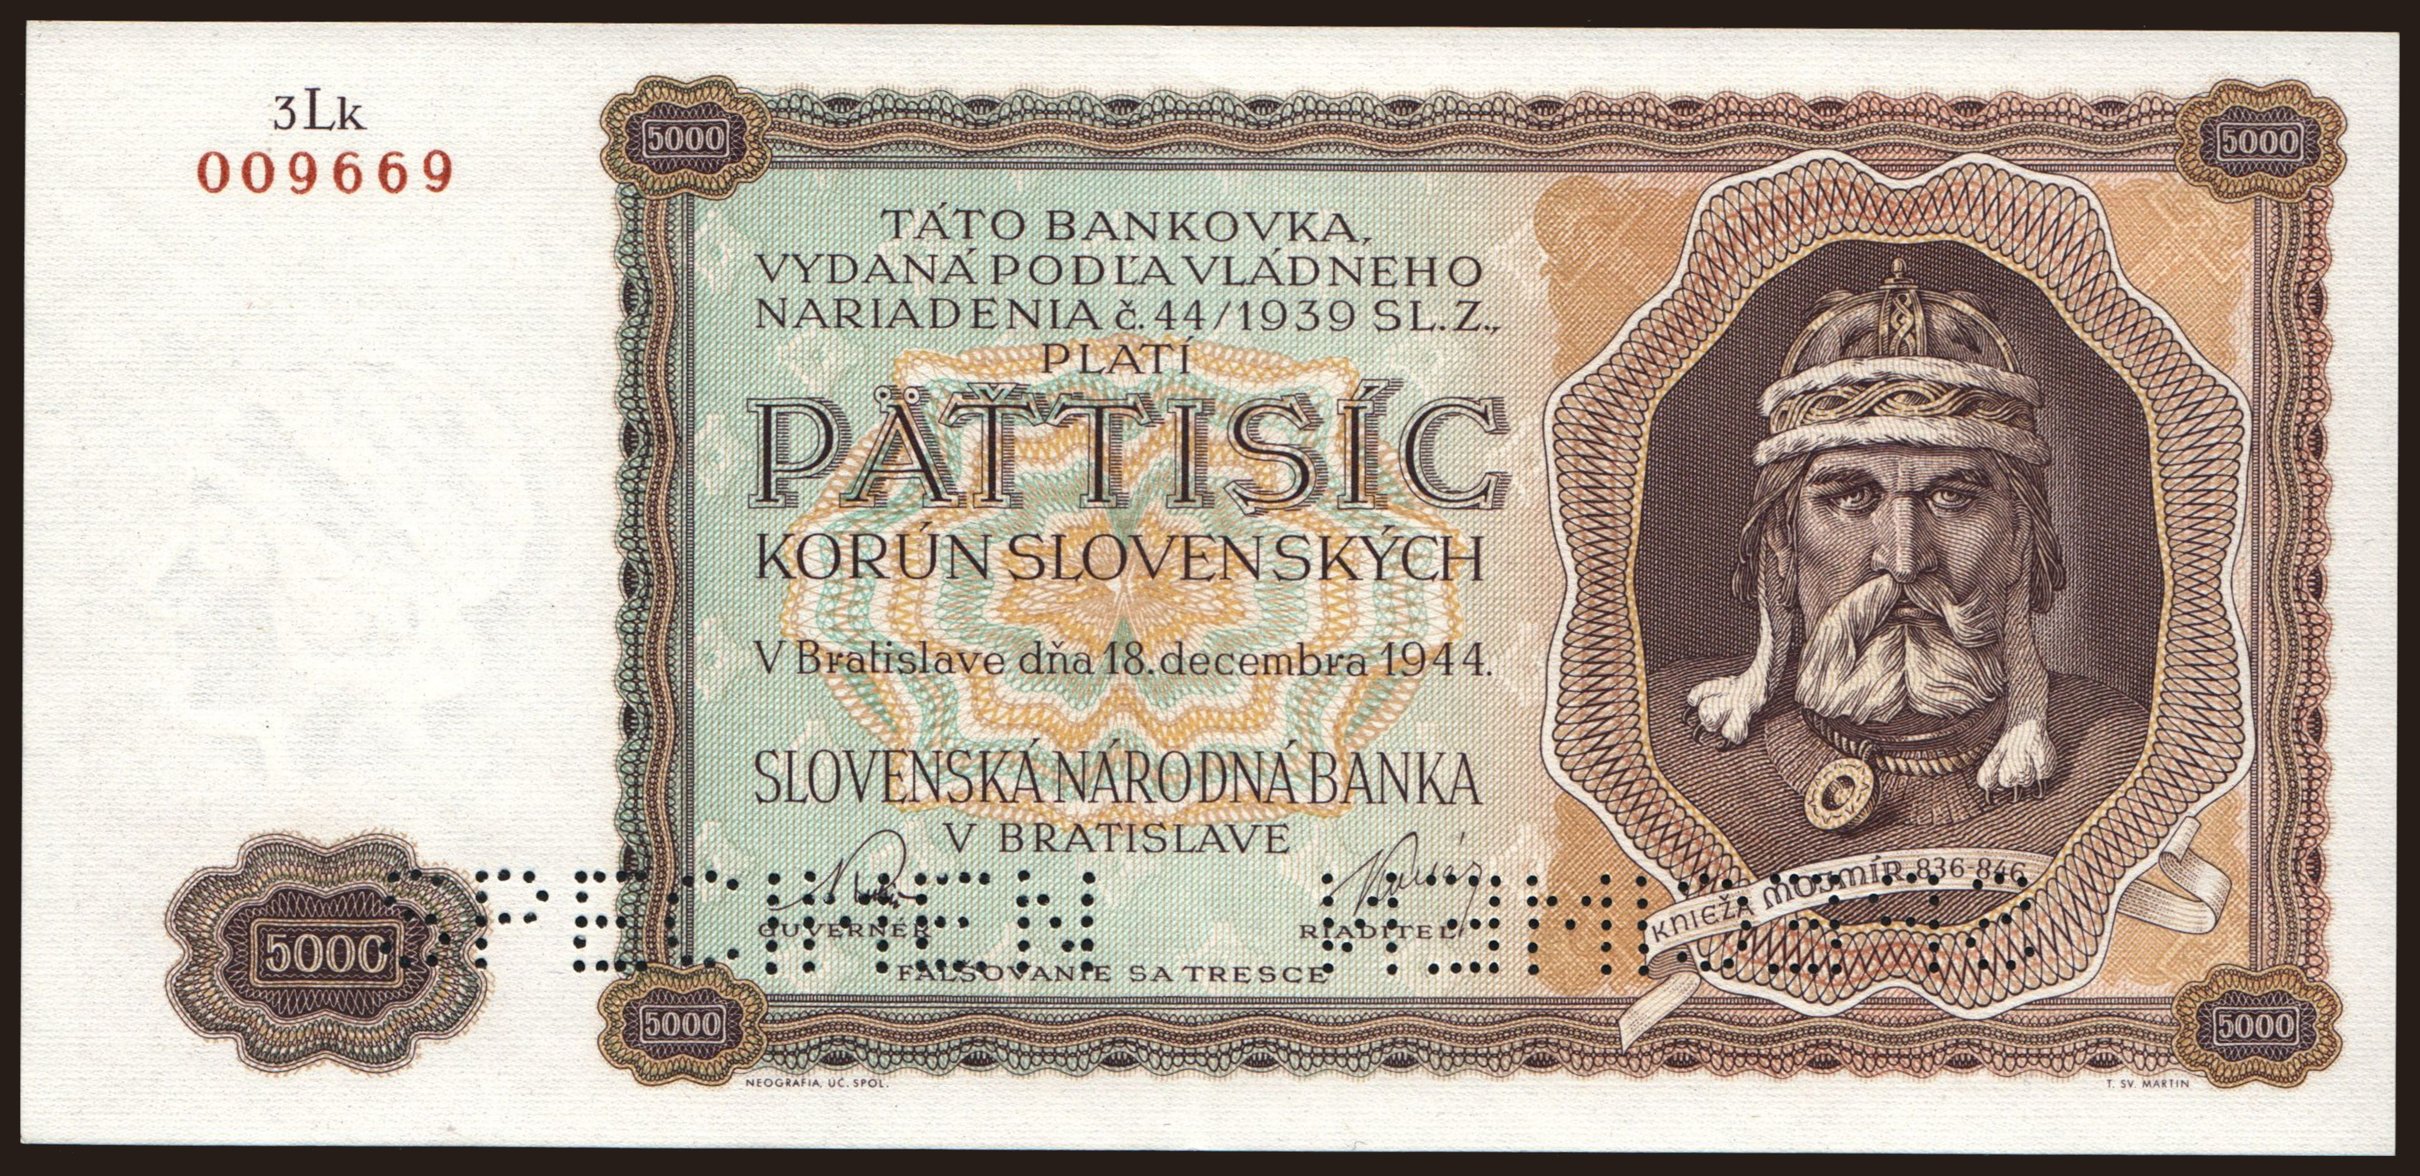 3Lk
009669
5000
5000
TÁTO BANKOVKA,
VYDANÁ PODĽA VLÁDNEHO
NARIADENIA č. 44/1939 SL. Z.,
PLATÍ
PÄŤTISÍC
KORÚN SLOVENSKÝCH
V Bratislave dňa 18. decembra 1944.
SLOVENSKÁ NÁRODNÁ BANKA
V BRATISLAVE
GUVERNÉR
RIADITEĽ
FALŠOVANIE SA TRESCE
KNIEŽA MOJMÍR 836-846
SPECIMEN
5000
5000
5000
NEOGRAFIA, UČ. SPOL.
T. SV. MARTIN